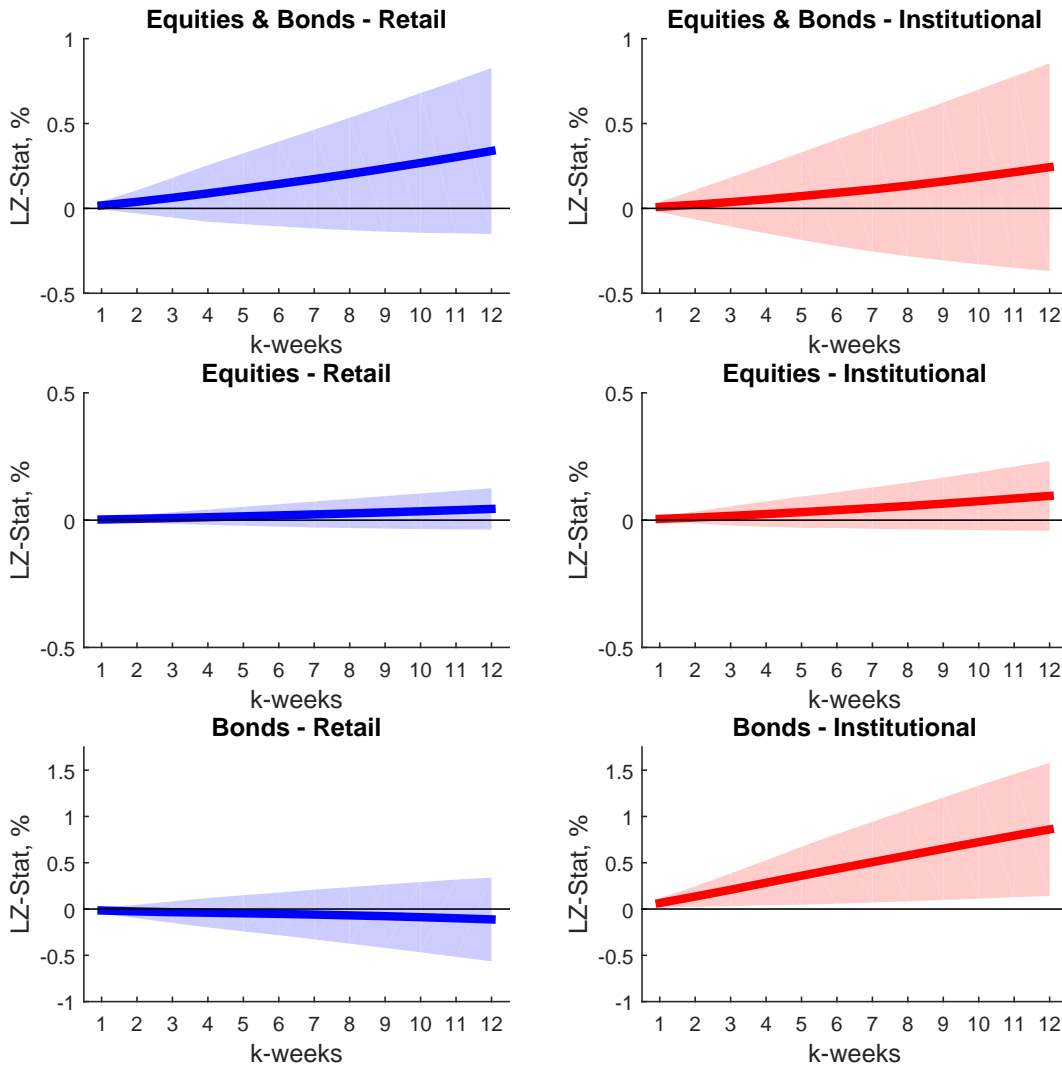 Equities & Bonds - Retail
1
0.5
0
-0.5
LZ-Stat, %
1 2 3 4 5 6 7 8 9 10 11 12
k-weeks
Equities & Bonds - Institutional
1
0.5
0
-0.5
LZ-Stat, %
1 2 3 4 5 6 7 8 9 10 11 12
k-weeks
Equities - Retail
0.5
0
-0.5
LZ-Stat, %
1 2 3 4 5 6 7 8 9 10 11 12
k-weeks
Equities - Institutional
0.5
0
-0.5
LZ-Stat, %
1 2 3 4 5 6 7 8 9 10 11 12
k-weeks
Bonds - Retail
1.5
1
0.5
0
-0.5
-1
LZ-Stat, %
1 2 3 4 5 6 7 8 9 10 11 12
k-weeks
Bonds - Institutional
1.5
1
0.5
0
-0.5
-1
LZ-Stat, %
1 2 3 4 5 6 7 8 9 10 11 12
k-weeks